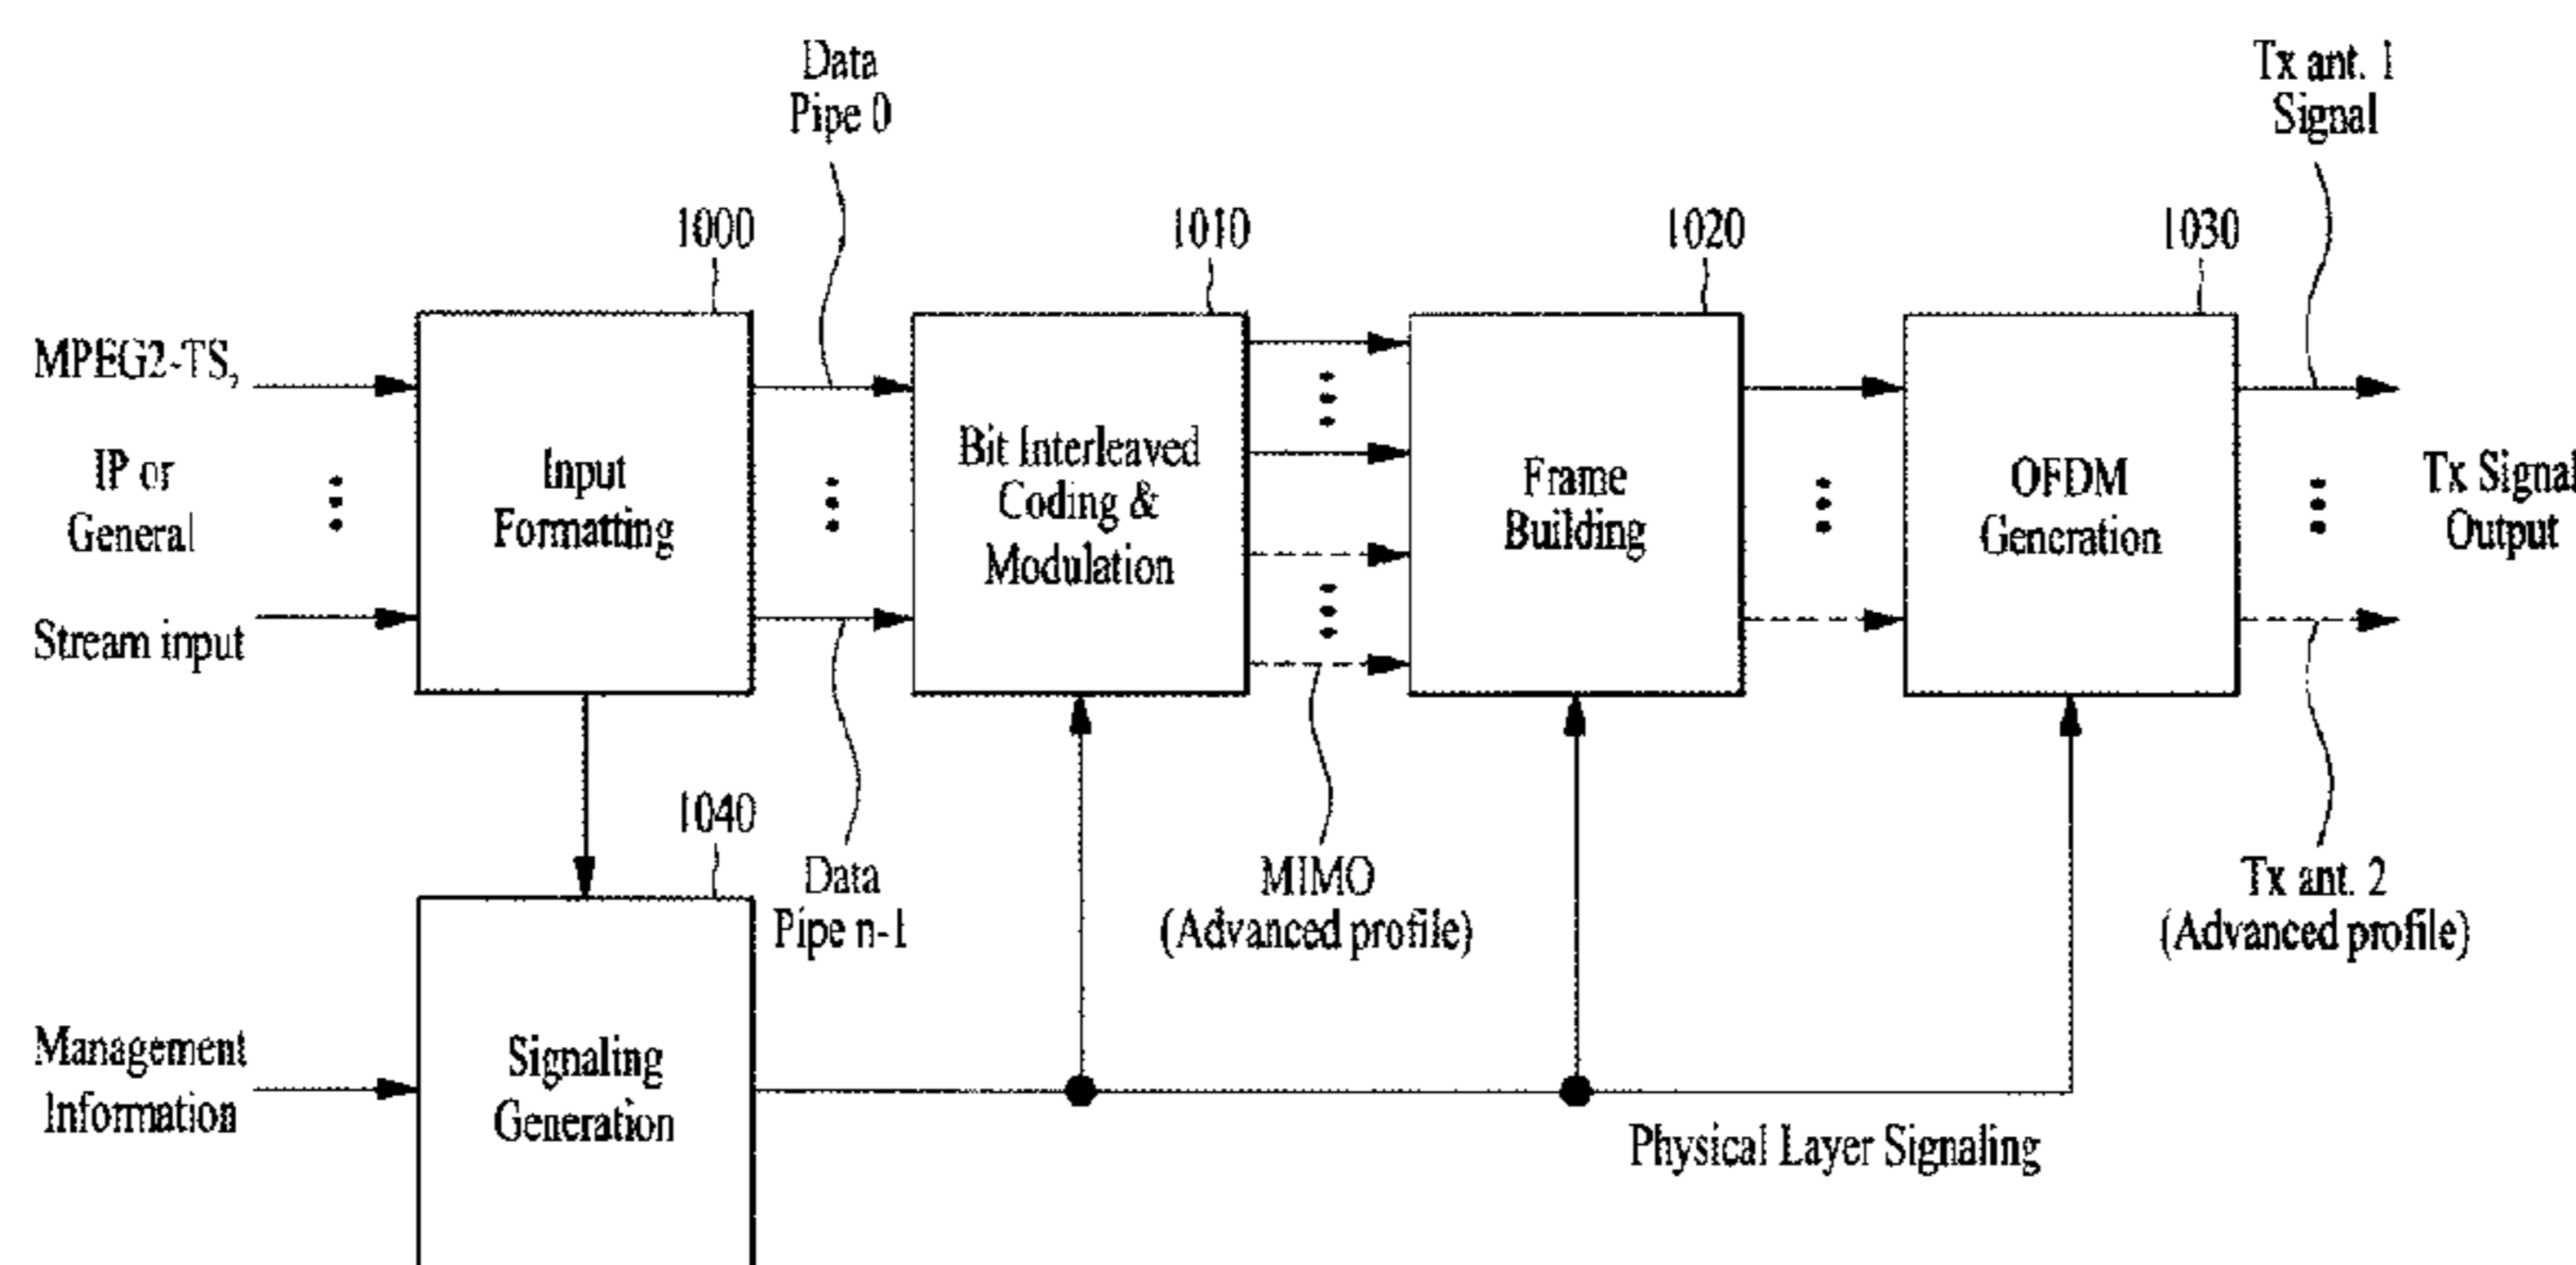 Data
Pipe 0
Tx ant. 1
Signal
1000
1010
1020
1030
MPEG2-TS,
IP or
General
Stream input
Input
Formatting
Bit Interleaved
Coding &
Modulation
Frame
Building
OFDM
Generation
Tx Signal
Output
1040
Data
Pipe n-1
MIMO
(Advanced profile)
Tx ant. 2
(Advanced profile)
Management
Information
Signaling
Generation
Physical Layer Signaling